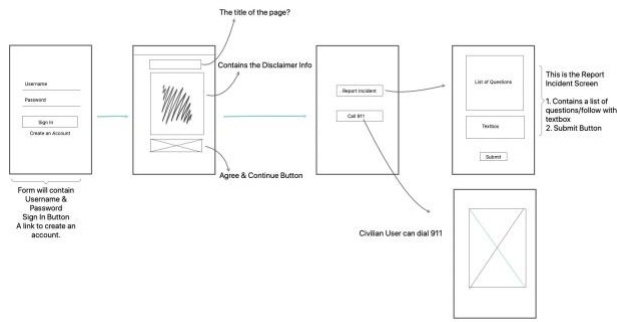 The title of the page?
Contains the Disclaimer Info
Username
Password
Sign In
Create an Account
Form will contain
Username &
Password
Sign In Button
A link to create an
account.
Agree & Continue Button
Report Incident
Call 911
Civilian User can dial 911
List of Questions
Textbox
Submit
This is the Report
Incident Screen
1. Contains a list of
questions/follow with
textbox
2. Submit Button